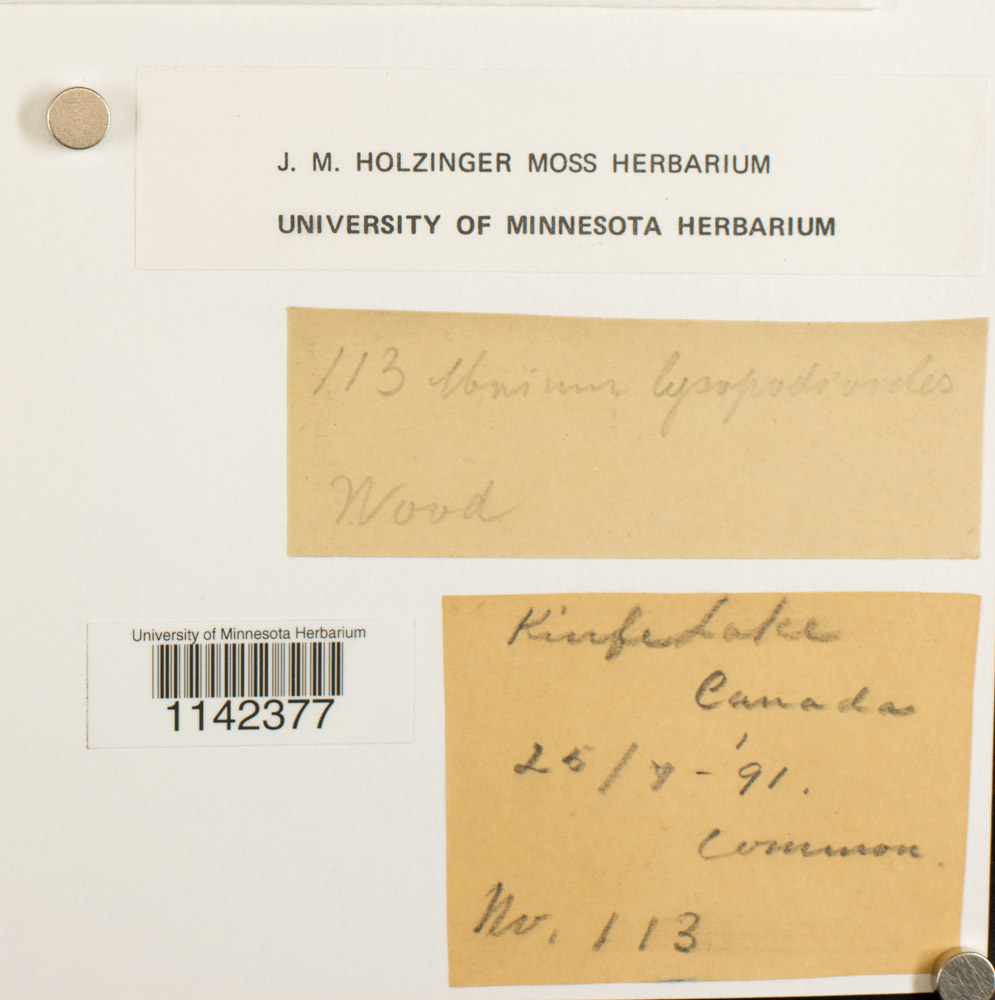 J. M. HOLZINGER MOSS HERBARIUM
UNIVERSITY OF MINNESOTA HERBARIUM
113 Mnium lycopodioides
Wood
University of Minnesota Herbarium
1142377
Kinfe Lake
Canada
25/7-'91.
Common.
No. 113